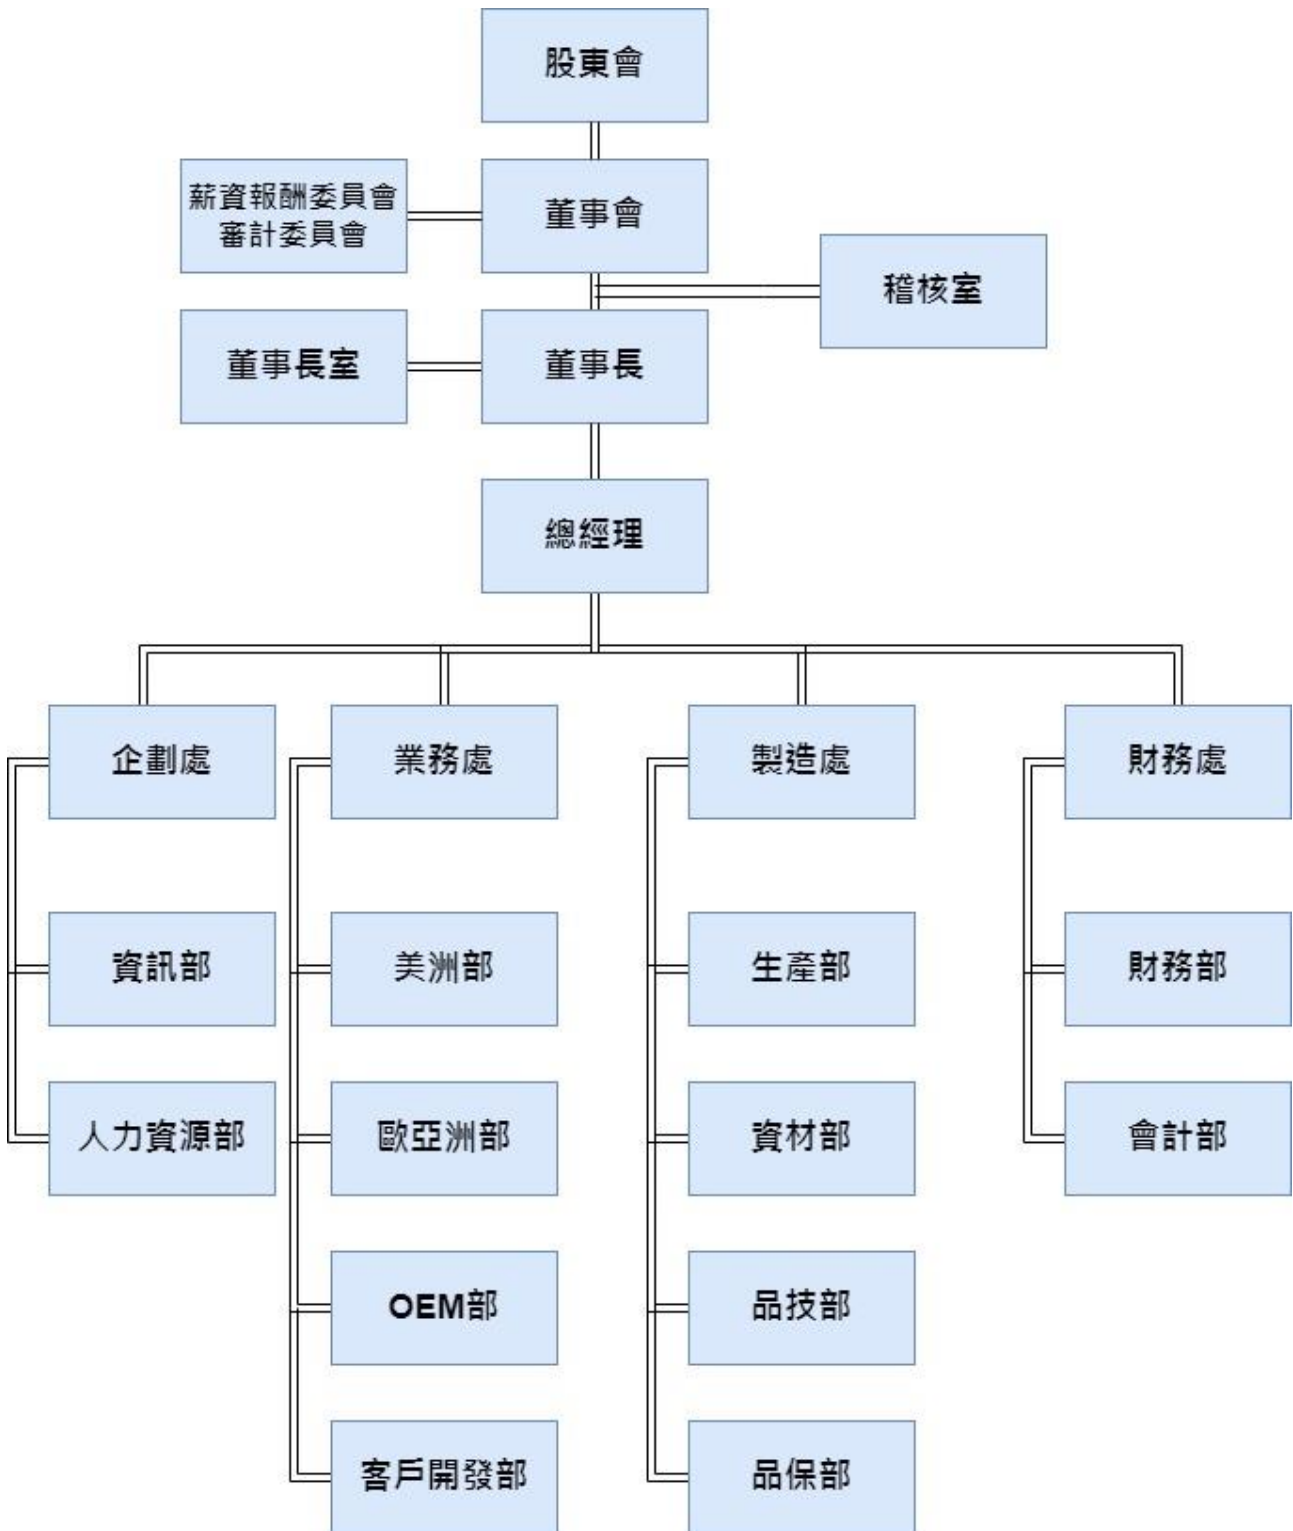 股東會
薪資報酬委員會
審計委員會
董事會
稽核室
董事長室
董事長
總經理
企劃處
業務處
製造處
財務處
資訊部
美洲部
生產部
財務部
人力資源部
歐亞洲部
資材部
會計部
OEM部
品技部
客戶開發部
品保部